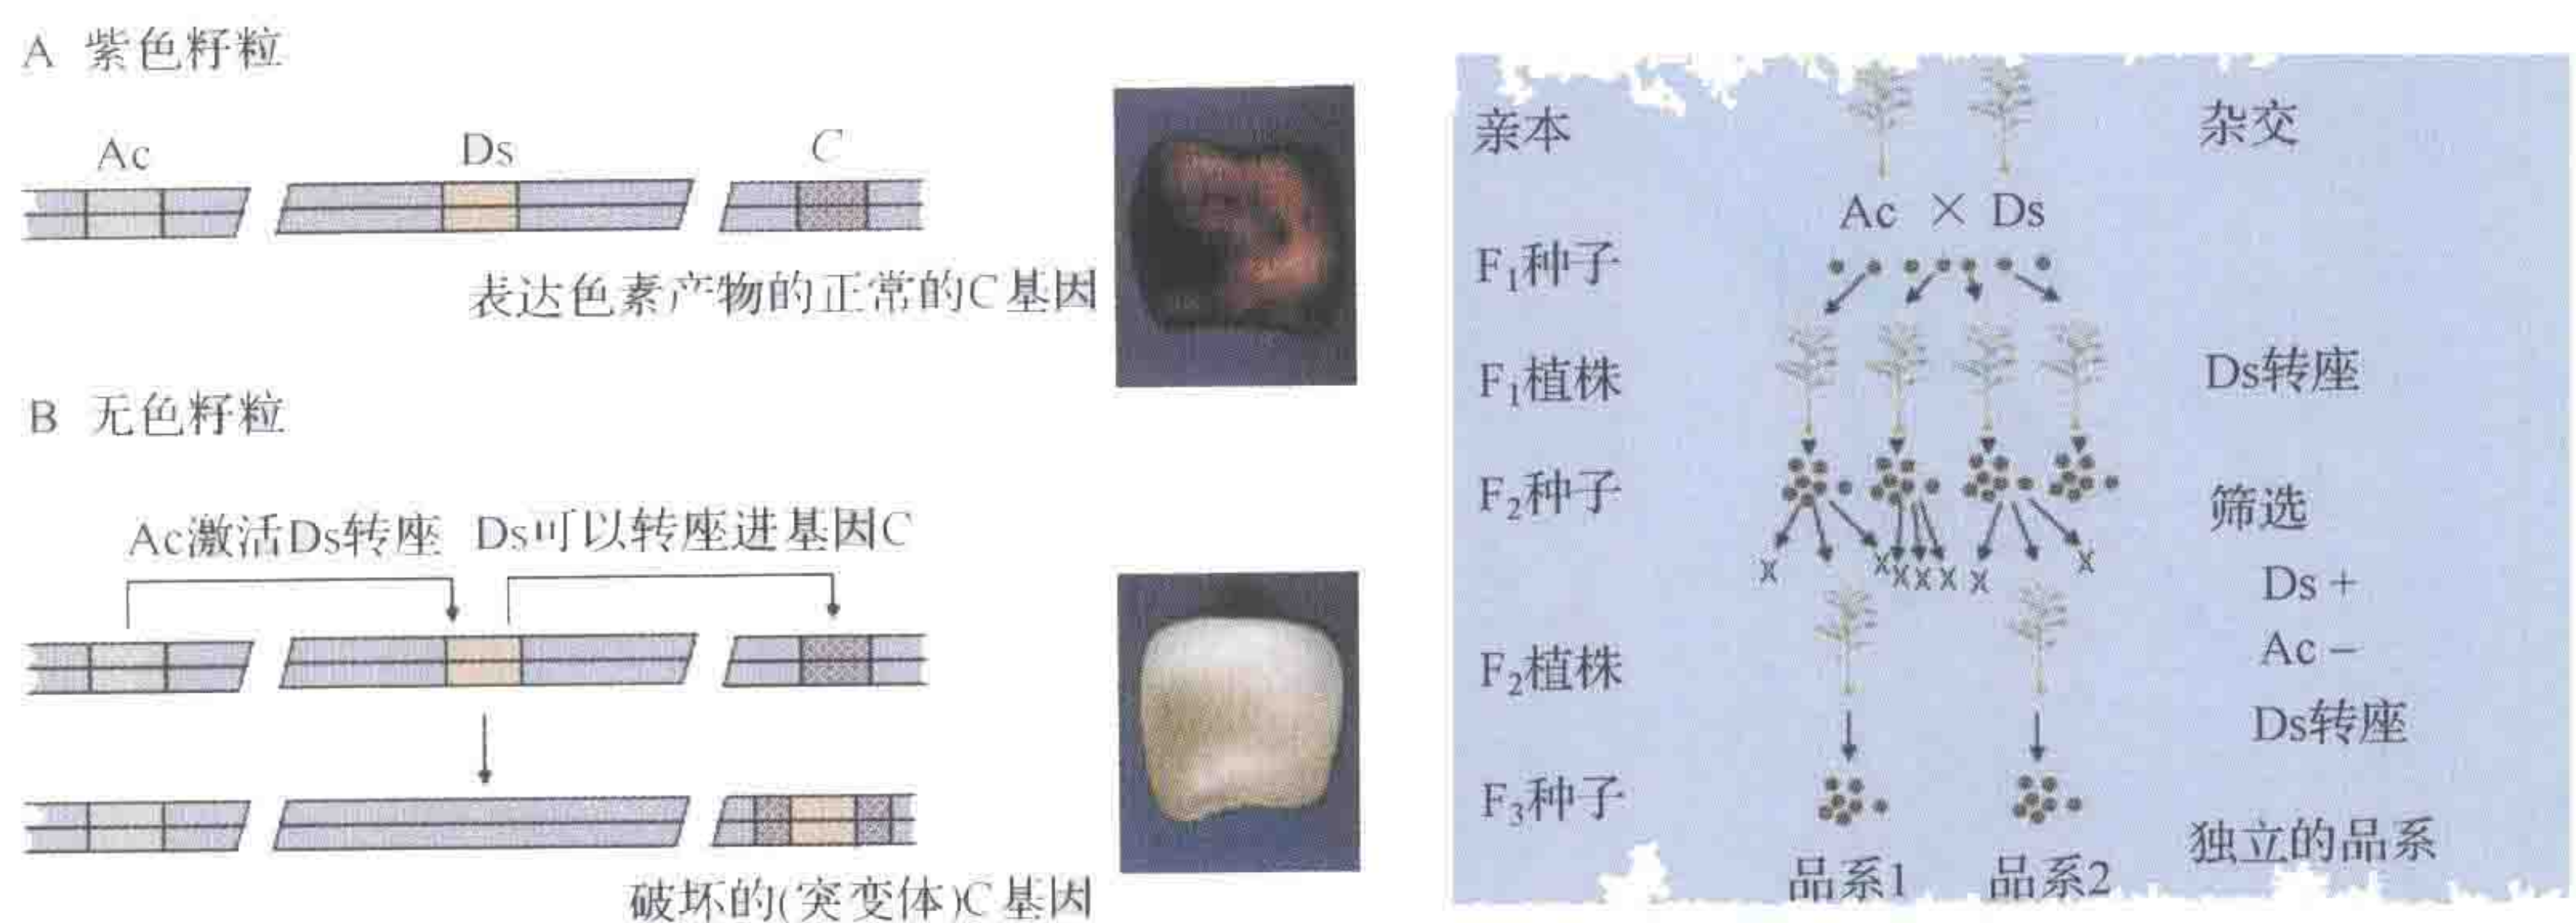 A 紫色籽粒
Ac Ds C
表达色素产物的正常的C基因
B 无色籽粒
Ac激活Ds转座 Ds可以转座进基因C
破坏的(突变体)C基因
亲本 杂交
Ac × Ds
F₁种子
F₁植株 Ds转座
F₂种子 筛选
X X X X X X X
Ds +
Ac −
F₂植株
Ds转座
F₃种子
独立的品系
品系1 品系2